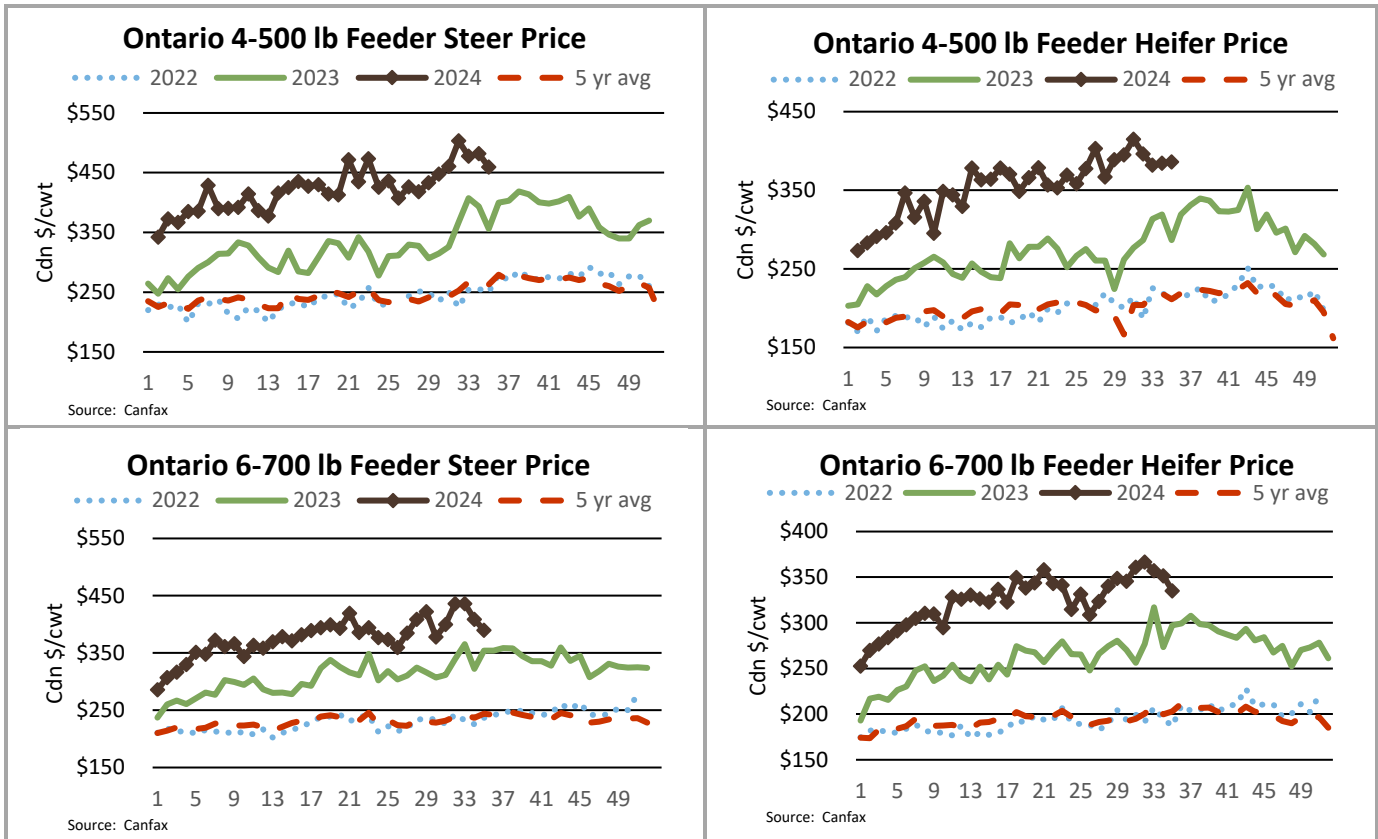 Ontario 4-500 lb Feeder Steer Price
2022 2023 2024 5 yr avg
Cdn $/cwt
$550
$450
$350
$250
$150
1 5 9 13 17 21 25 29 33 37 41 45 49
Source: Canfax
Ontario 4-500 lb Feeder Heifer Price
2022 2023 2024 5 yr avg
$450
$350
$250
$150
1 5 9 13 17 21 25 29 33 37 41 45 49
Source: Canfax
Ontario 6-700 lb Feeder Steer Price
2022 2023 2024 5 yr avg
Cdn $/cwt
$550
$450
$350
$250
$150
1 5 9 13 17 21 25 29 33 37 41 45 49
Source: Canfax
Ontario 6-700 lb Feeder Heifer Price
2022 2023 2024 5 yr avg
Cdn $/cwt
$400
$350
$300
$250
$200
$150
1 5 9 13 17 21 25 29 33 37 41 45 49
Source: Canfax